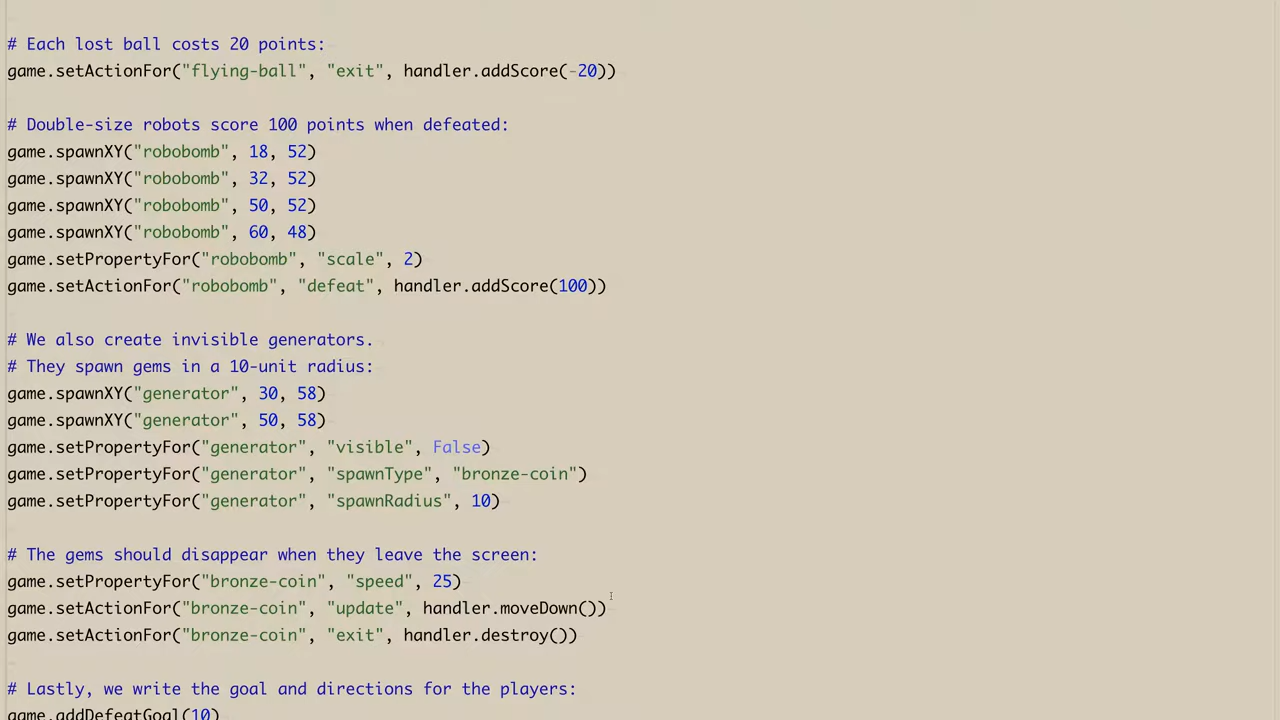 # Each lost ball costs 20 points:
game.setActionFor("flying-ball", "exit", handler.addScore(-20))
# Double-size robots score 100 points when defeated:
game.spawnXY("robobomb", 18, 52)
game.spawnXY("robobomb", 32, 52)
game.spawnXY("robobomb", 50, 52)
game.spawnXY("robobomb", 60, 48)
game.setPropertyFor("robobomb", "scale", 2)
game.setActionFor("robobomb", "defeat", handler.addScore(100))
# We also create invisible generators.
# They spawn gems in a 10-unit radius:
game.spawnXY("generator", 30, 58)
game.spawnXY("generator", 50, 58)
game.setPropertyFor("generator", "visible", False)
game.setPropertyFor("generator", "spawnType", "bronze-coin")
game.setPropertyFor("generator", "spawnRadius", 10)
# The gems should disappear when they leave the screen:
game.setPropertyFor("bronze-coin", "speed", 25)
game.setActionFor("bronze-coin", "update", handler.moveDown())
game.setActionFor("bronze-coin", "exit", handler.destroy())
# Lastly, we write the goal and directions for the players:
game.addDefeatGoal(10)